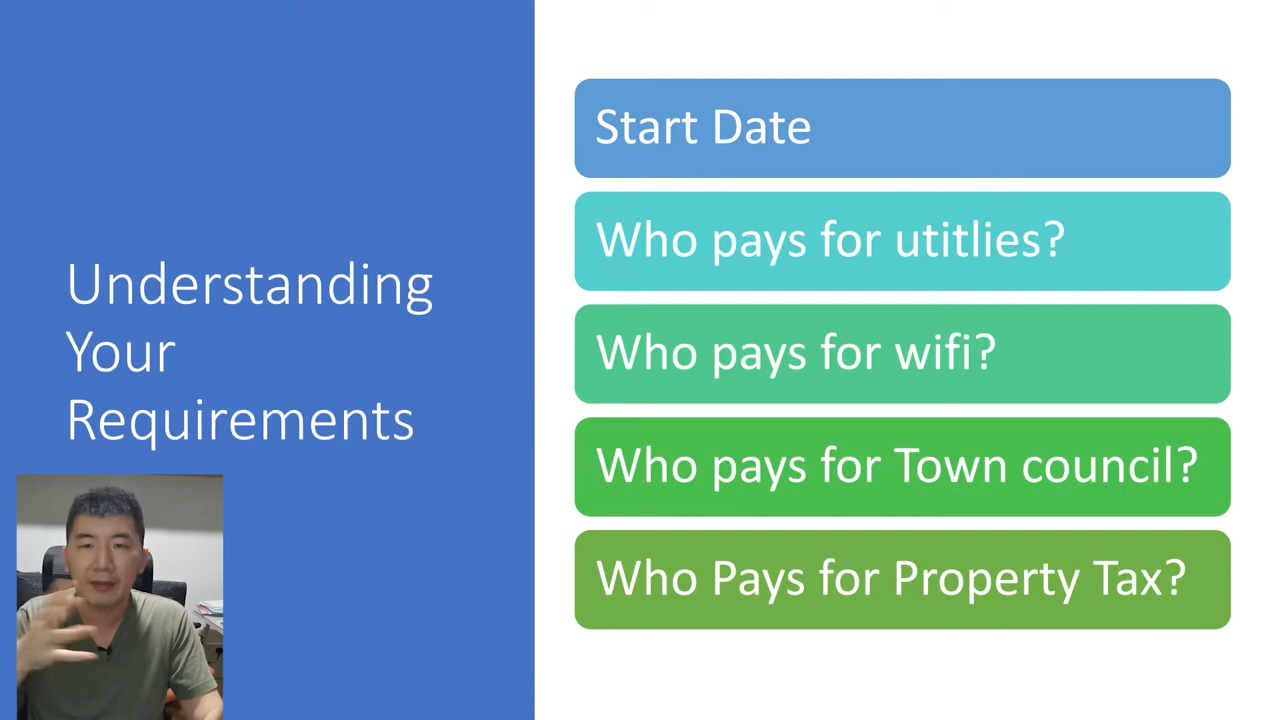 Understanding
Your
Requirements
Start Date
Who pays for utitlies?
Who pays for wifi?
Who pays for Town council?
Who Pays for Property Tax?